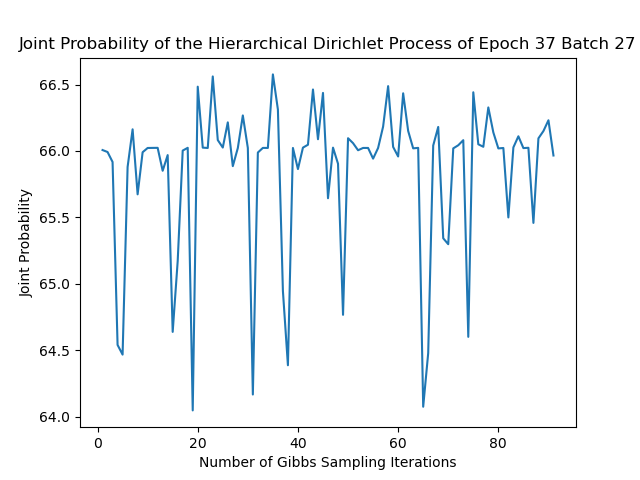 Joint Probability of the Hierarchical Dirichlet Process of Epoch 37 Batch 27
66.5
66.0
65.5
65.0
64.5
64.0
Joint Probability
0 20 40 60 80
Number of Gibbs Sampling Iterations